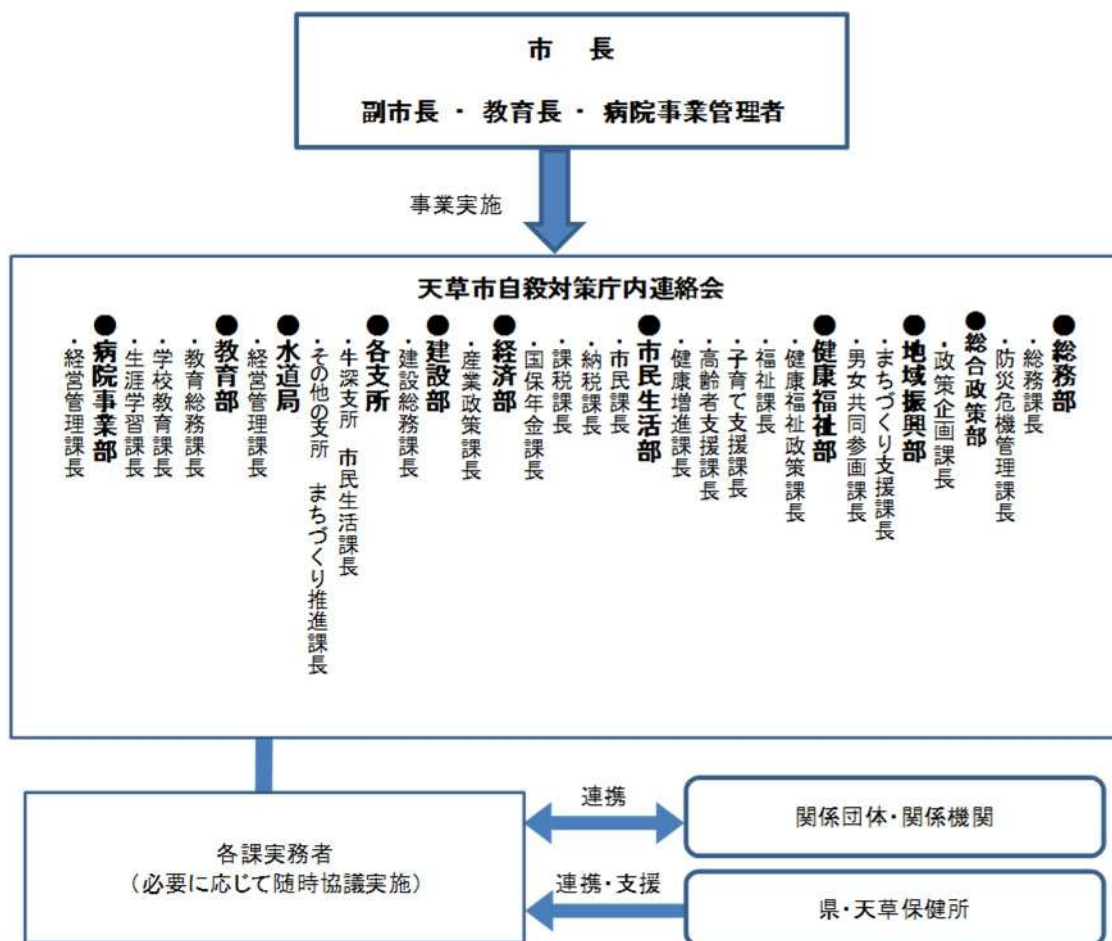 市　長
副市長 ・ 教育長 ・ 病院事業管理者
事業実施
天草市自殺対策庁内連絡会
●総務部
・総務課長
・防災危機管理課長
●総合政策部
・政策企画課長
●地域振興部
・まちづくり支援課長
・男女共同参画課長
●健康福祉部
・健康福祉政策課長
・福祉課長
・子育て支援課長
・高齢者支援課長
・健康増進課長
●市民生活部
・市民課長
・納税課長
・課税課長
・国保年金課長
●経済部
・産業政策課長
●建設部
・建設総務課長
●各支所
・牛深支所　市民生活課長
・その他の支所　まちづくり推進課長
●水道局
・経営管理課長
●教育部
・教育総務課長
・学校教育課長
・生涯学習課長
●病院事業部
・経営管理課長
各課実務者
（必要に応じて随時協議実施）
連携
関係団体・関係機関
連携・支援
県・天草保健所